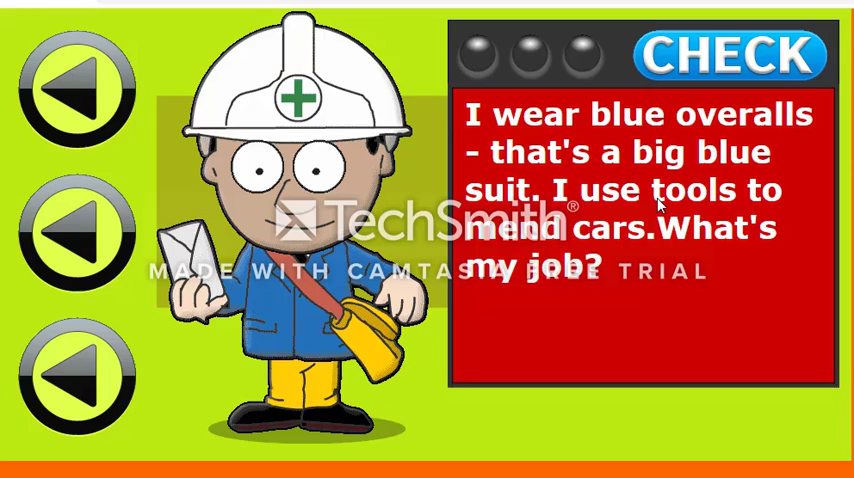 CHECK
I wear blue overalls
- that's a big blue
suit. I use tools to
mend cars.What's
my job?
TechSmith®
MADE WITH CAMTASIA FREE TRIAL